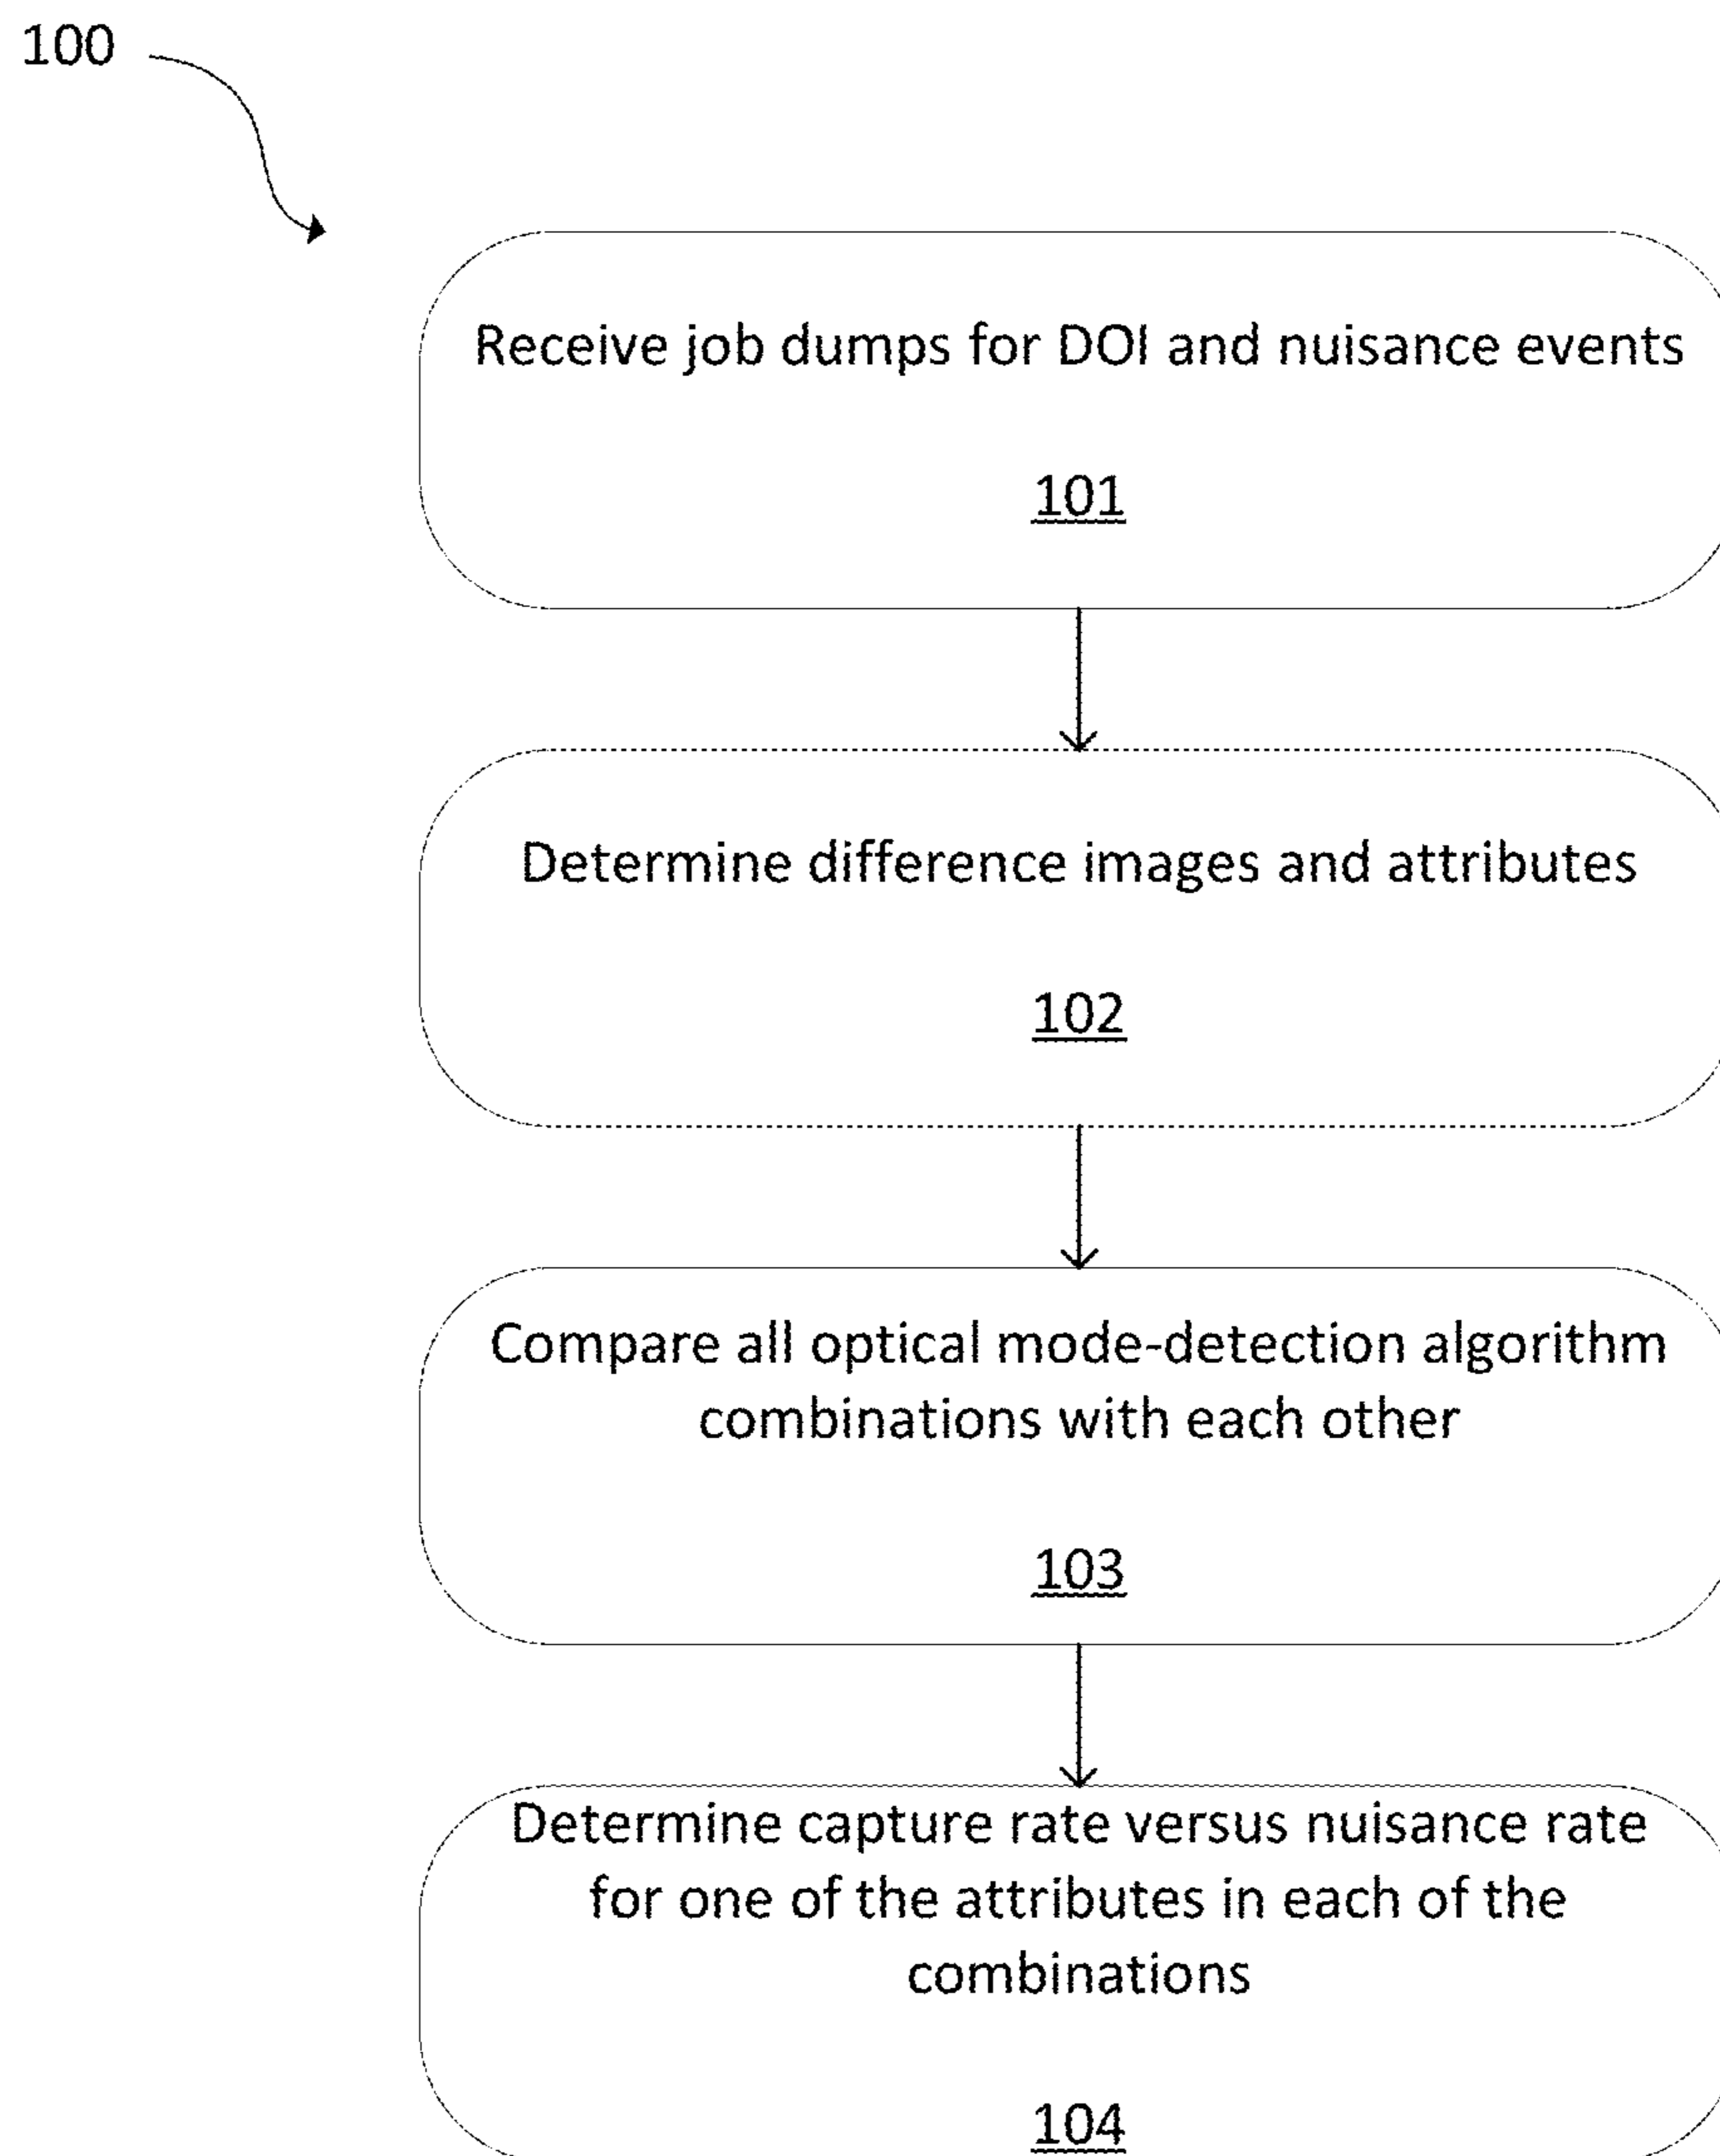 100
Receive job dumps for DOI and nuisance events
101
Determine difference images and attributes
102
Compare all optical mode-detection algorithm
combinations with each other
103
Determine capture rate versus nuisance rate
for one of the attributes in each of the
combinations
104